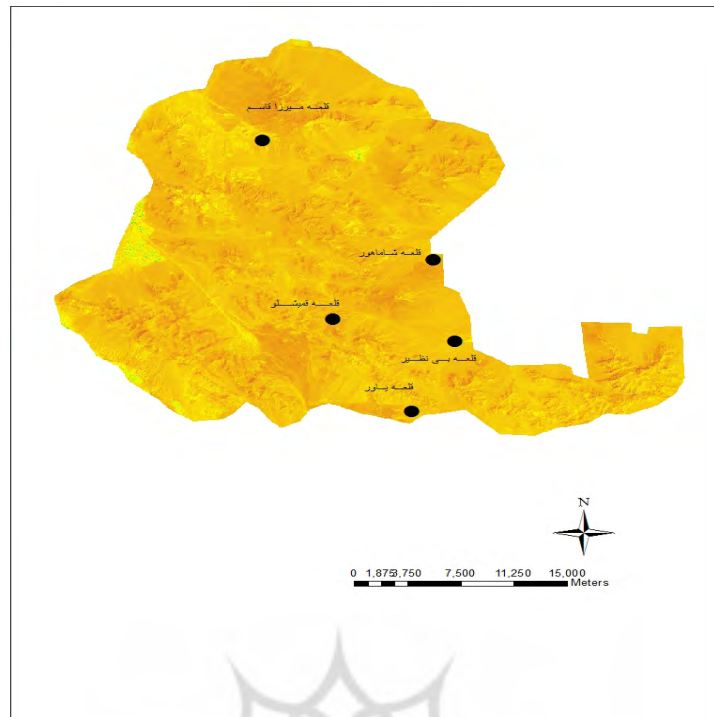 قلعه میرزا قاسم
قلعه شاماهور
قلعه قمیشلو
قلعه بی نظیر
قلعه یاور
N
0 1,875 3,750 7,500 11,250 15,000
Meters